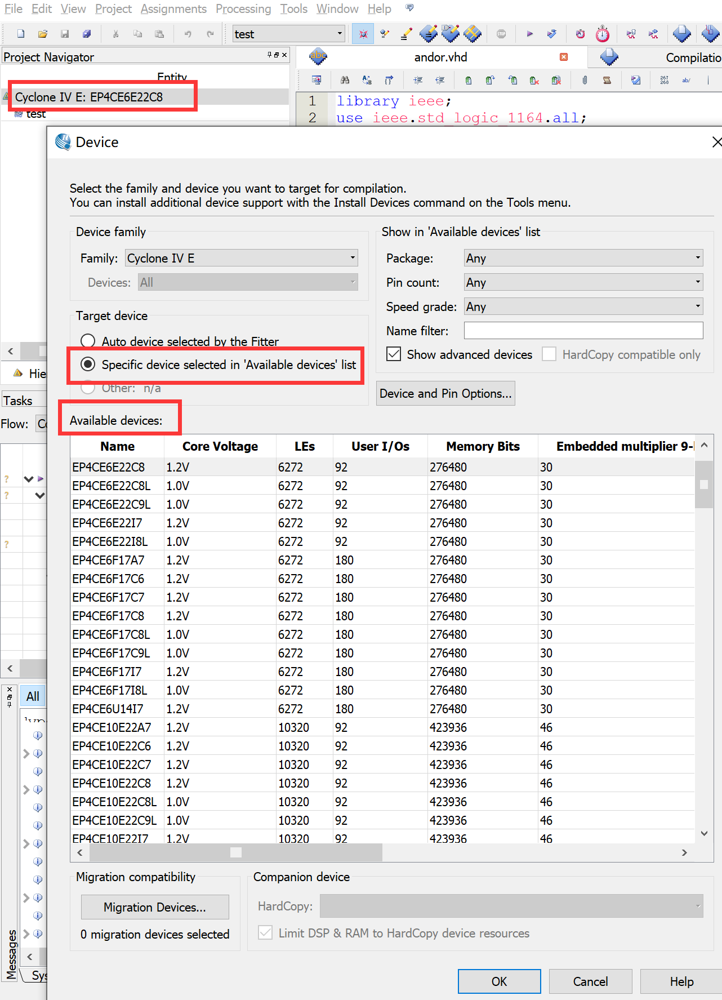 File Edit View Project Assignments Processing Tools Window Help
test
Project Navigator
andor.vhd
Compilatio
Entity
Cyclone IV E: EP4CE6E22C8
test
267
268
ab/
1 library ieee;
2 use ieee.std_logic_1164.all;
Device
Select the family and device you want to target for compilation.
You can install additional device support with the Install Devices command on the Tools menu.
Device family
Family: Cyclone IV E
Devices: All
Show in 'Available devices' list
Package: Any
Pin count: Any
Speed grade: Any
Name filter:
Show advanced devices HardCopy compatible only
Target device
Auto device selected by the Fitter
Specific device selected in 'Available devices' list
Other: n/a
Device and Pin Options...
Hie
Tasks
Flow: Co
Available devices:
Name Core Voltage LEs User I/Os Memory Bits Embedded multiplier 9-
EP4CE6E22C8 1.2V 6272 92 276480 30
EP4CE6E22C8L 1.0V 6272 92 276480 30
EP4CE6E22C9L 1.0V 6272 92 276480 30
EP4CE6E22I7 1.2V 6272 92 276480 30
EP4CE6E22I8L 1.0V 6272 92 276480 30
EP4CE6F17A7 1.2V 6272 180 276480 30
EP4CE6F17C6 1.2V 6272 180 276480 30
EP4CE6F17C7 1.2V 6272 180 276480 30
EP4CE6F17C8 1.2V 6272 180 276480 30
EP4CE6F17C8L 1.0V 6272 180 276480 30
EP4CE6F17C9L 1.0V 6272 180 276480 30
EP4CE6F17I7 1.2V 6272 180 276480 30
EP4CE6F17I8L 1.0V 6272 180 276480 30
EP4CE6U14I7 1.2V 6272 180 276480 30
EP4CE10E22A7 1.2V 10320 92 423936 46
EP4CE10E22C6 1.2V 10320 92 423936 46
EP4CE10E22C7 1.2V 10320 92 423936 46
EP4CE10E22C8 1.2V 10320 92 423936 46
EP4CE10E22C8L 1.0V 10320 92 423936 46
EP4CE10E22C9L 1.0V 10320 92 423936 46
EP4CE10E22I7 1.2V 10320 92 423936 46
All
Messages
Sys
Migration compatibility
Migration Devices...
0 migration devices selected
Companion device
HardCopy:
Limit DSP & RAM to HardCopy device resources
OK Cancel Help